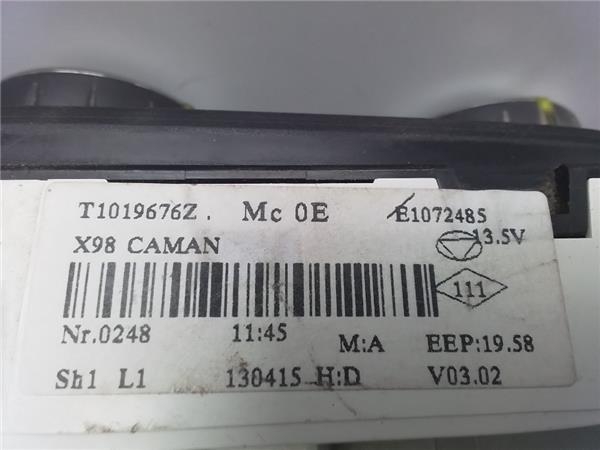 T1019676Z. Mc 0E E1072485
X98 CAMAN 13.5V
111
Nr.0248 11:45 M:A EEP:19.58
Sh1 L1 130415 H:D V03.02